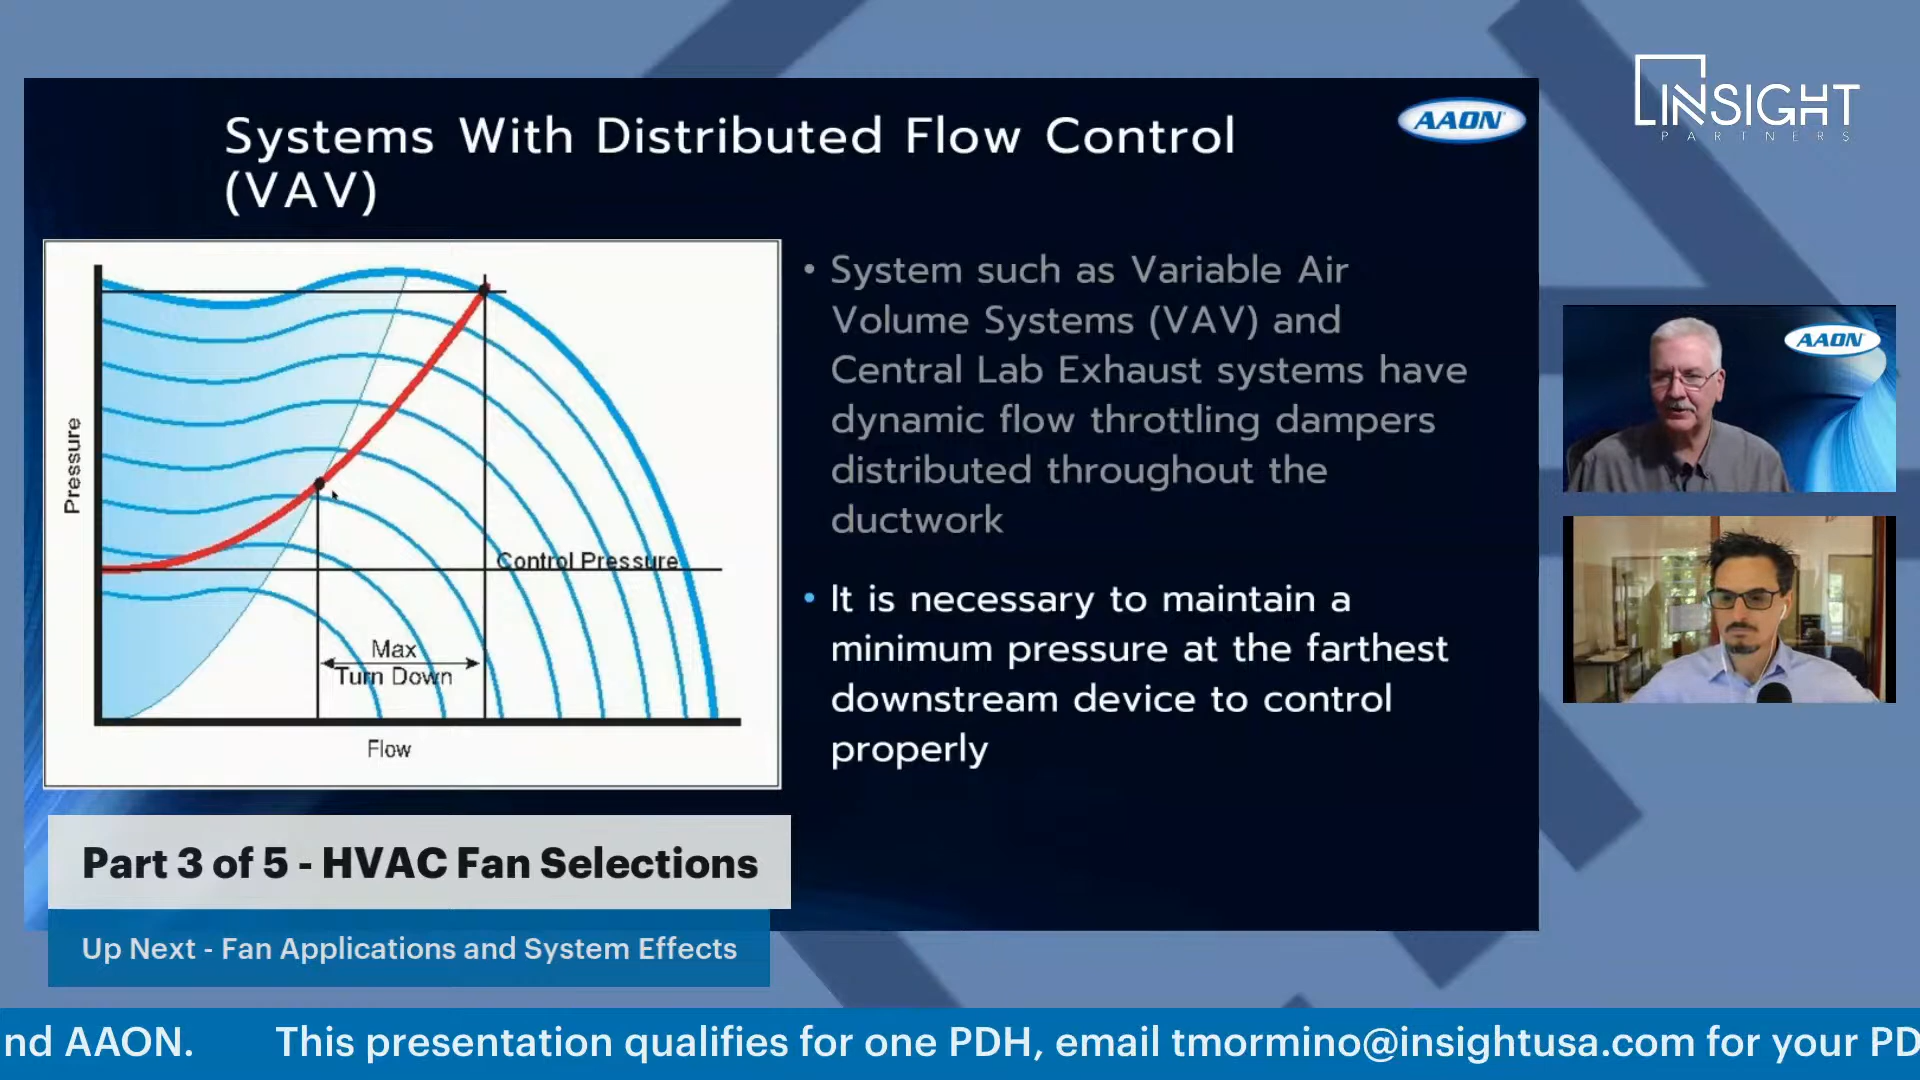 INSIGHT
PARTNERS
Systems With Distributed Flow Control
(VAV)
AAON
Pressure
Control Pressure
Max
Turn Down
Flow
• System such as Variable Air
Volume Systems (VAV) and
Central Lab Exhaust systems have
dynamic flow throttling dampers
distributed throughout the
ductwork
• It is necessary to maintain a
minimum pressure at the farthest
downstream device to control
properly
AAON
Part 3 of 5 - HVAC Fan Selections
Up Next - Fan Applications and System Effects
nd AAON. This presentation qualifies for one PDH, email tmormino@insightusa.com for your PD